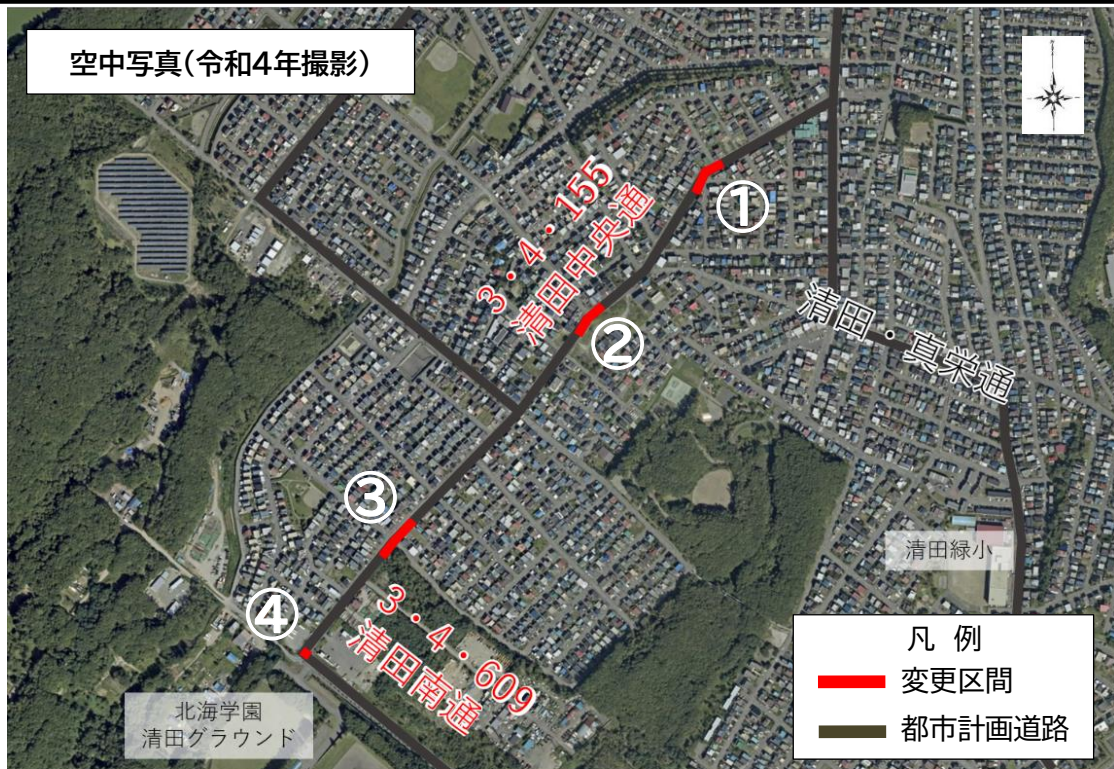 空中写真(令和4年撮影)
①
3・4・155
清田中央通
②
清田・真栄通
③
清田緑小
④
3・4・609
清田南通
北海学園
清田グラウンド
凡 例
変更区間
都市計画道路